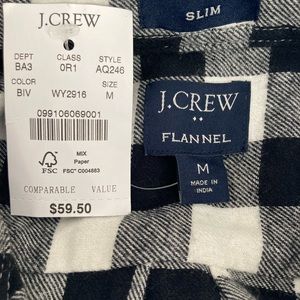 SLIM
J.CREW
DEPT CLASS STYLE
BA3 0R1 AQ246
COLOR SIZE
BIV WY2916 M
099106069001
FSC
MIX
Paper
FSC® C004883
COMPARABLE VALUE
$59.50
J.CREW
FLANNEL
M
MADE IN
INDIA